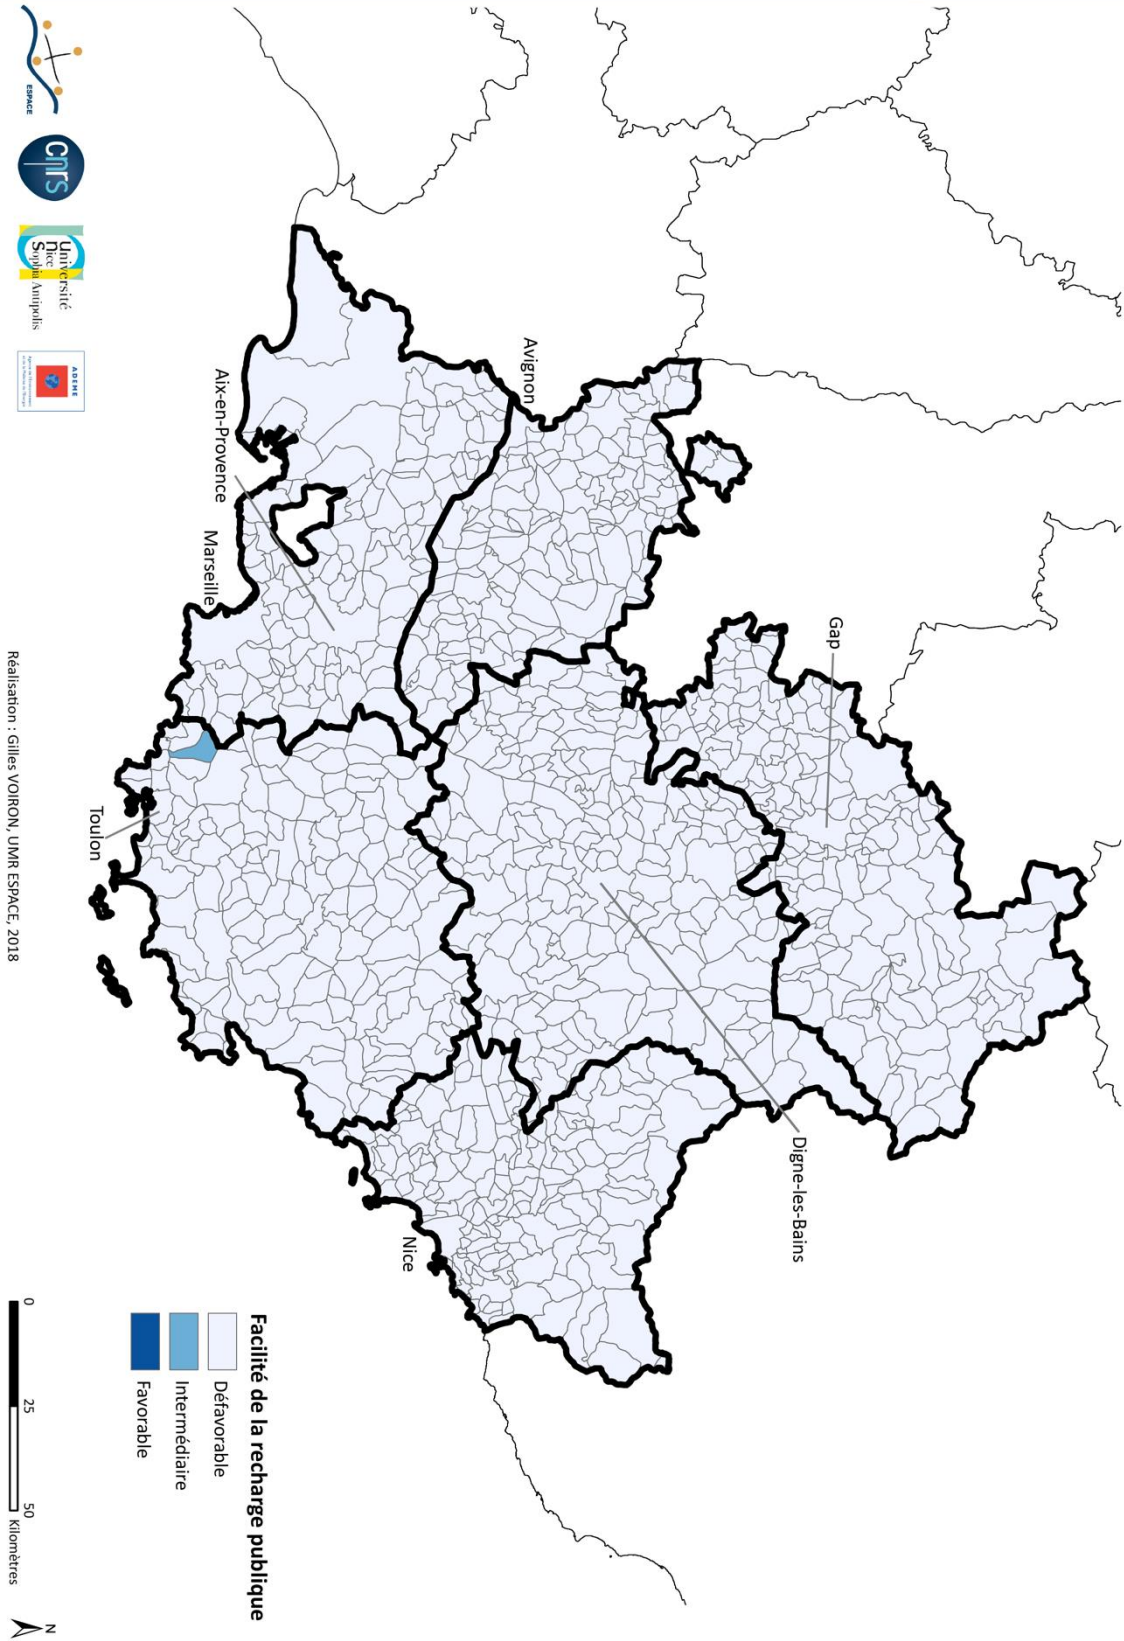 Gap
Avignon
Digne-les-Bains
Aix-en-Provence
Marseille
Toulon
Nice
Facilité de la recharge publique
Défavorable
Intermédiaire
Favorable
0 25 50
Kilomètres
N
ESPACE
cnrs
Université
Nice
Sophia Antipolis
ADEME
Réalisation : Gilles VOIRON, UMR ESPACE, 2018